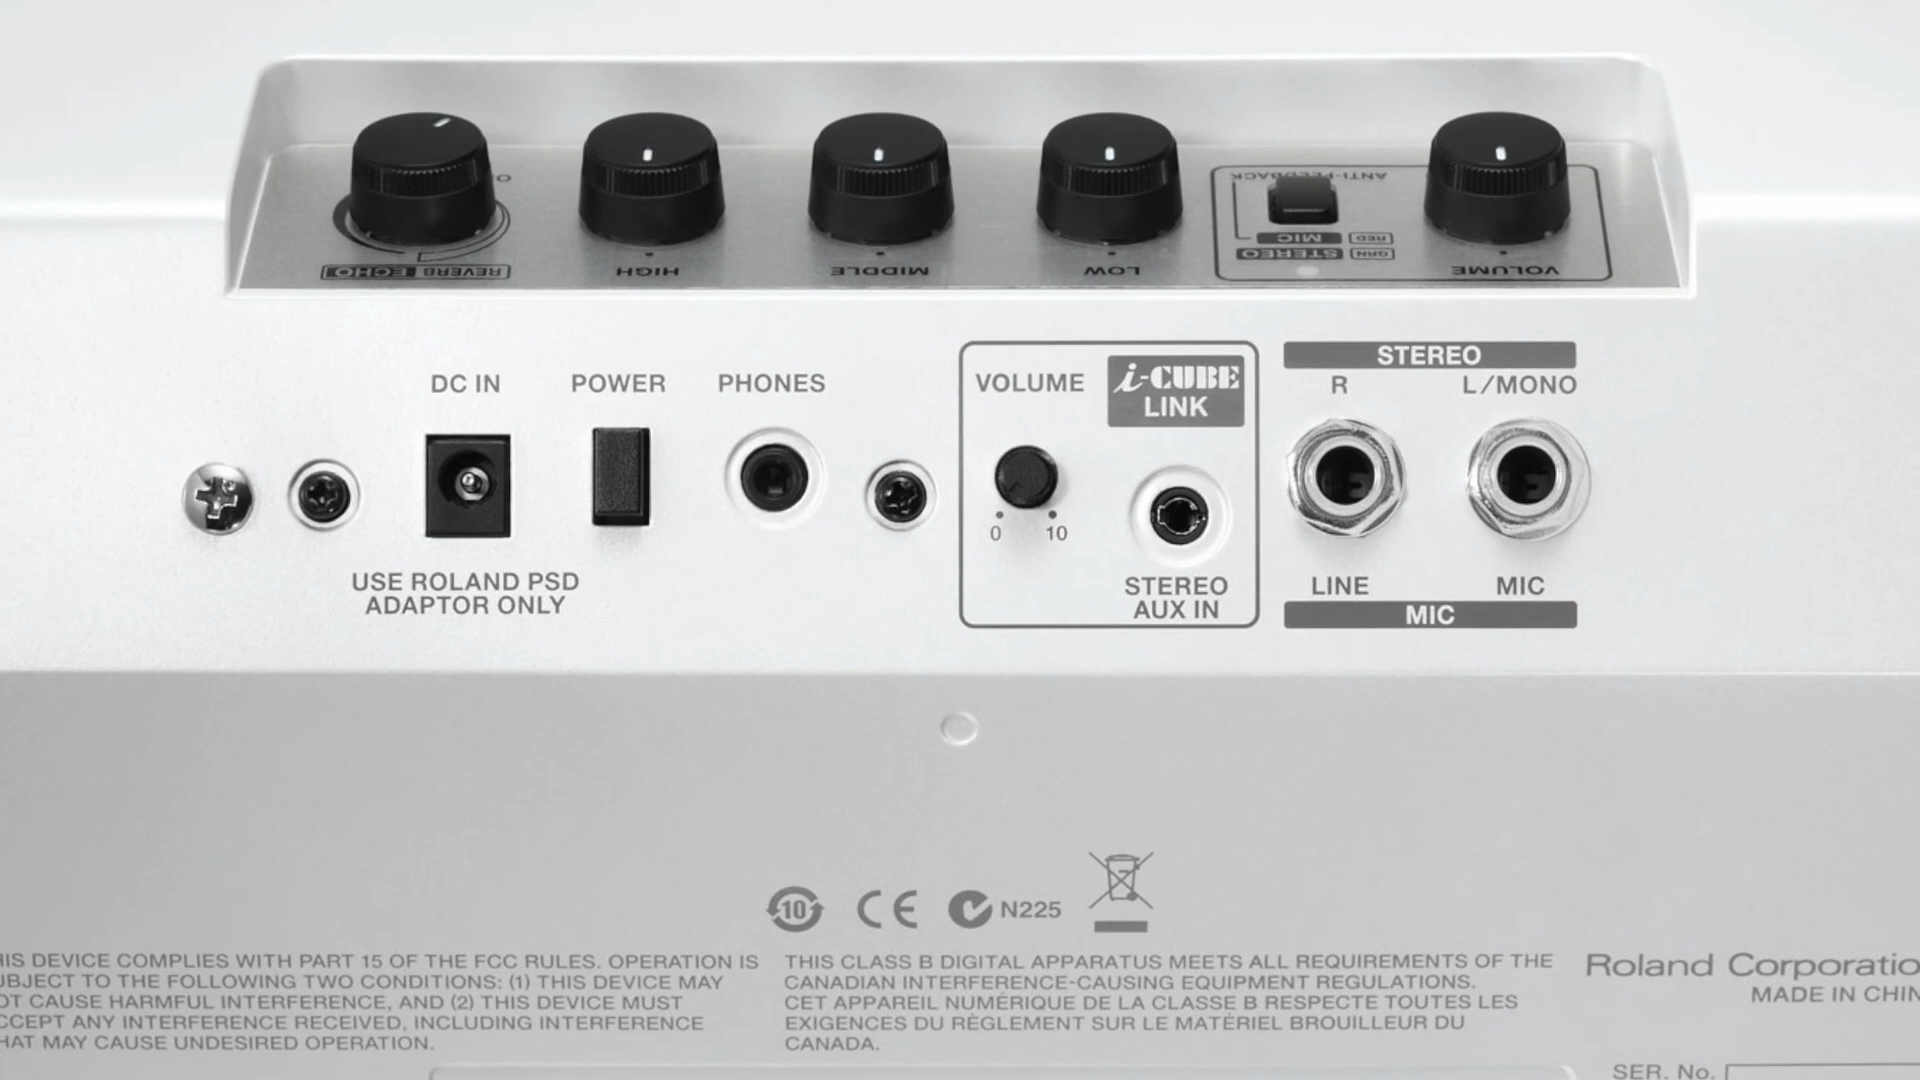 ANTI-FEEDBACK
MIC RED
STEREO GRN
REVERB ECHO
HIGH
MIDDLE
LOW
VOLUME
DC IN
POWER
PHONES
VOLUME
i-CUBE
LINK
STEREO
R
L/MONO
0
10
USE ROLAND PSD
ADAPTOR ONLY
STEREO
AUX IN
LINE
MIC
MIC
10
CE
N225
IS DEVICE COMPLIES WITH PART 15 OF THE FCC RULES. OPERATION IS
UBJECT TO THE FOLLOWING TWO CONDITIONS: (1) THIS DEVICE MAY
OT CAUSE HARMFUL INTERFERENCE, AND (2) THIS DEVICE MUST
CCEPT ANY INTERFERENCE RECEIVED, INCLUDING INTERFERENCE
HAT MAY CAUSE UNDESIRED OPERATION.
THIS CLASS B DIGITAL APPARATUS MEETS ALL REQUIREMENTS OF THE
CANADIAN INTERFERENCE-CAUSING EQUIPMENT REGULATIONS.
CET APPAREIL NUMÉRIQUE DE LA CLASSE B RESPECTE TOUTES LES
EXIGENCES DU RÈGLEMENT SUR LE MATÉRIEL BROUILLEUR DU
CANADA.
Roland Corporatio
MADE IN CHIN
SER. No.